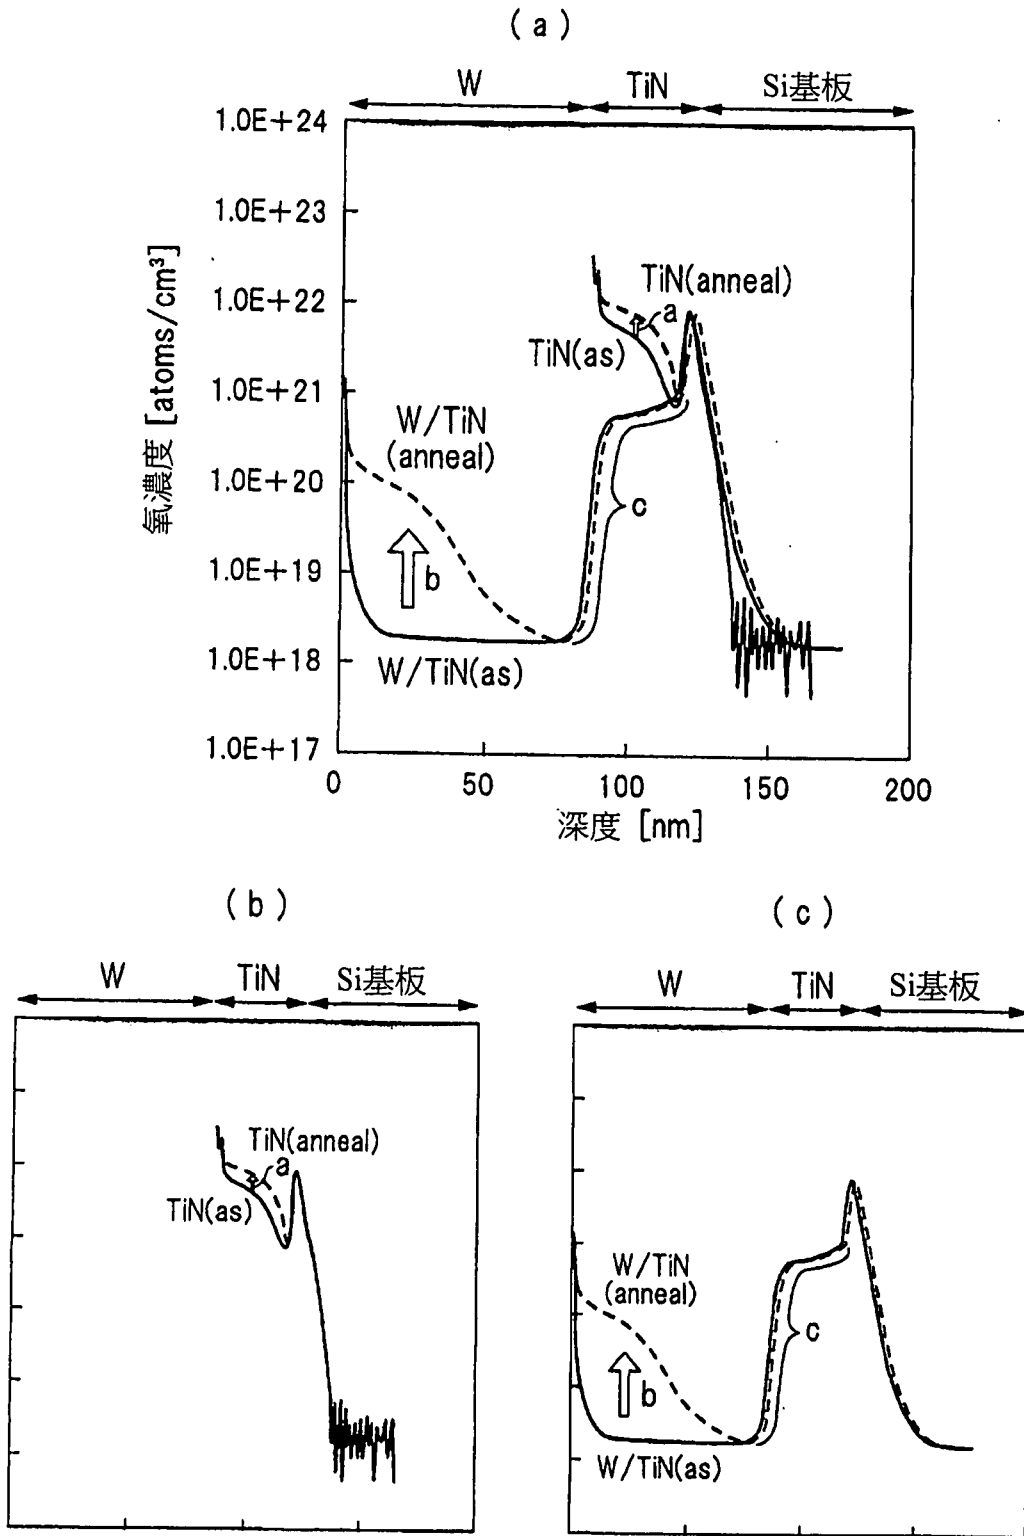 (a)
W TiN Si基板
1.0E+24
1.0E+23
1.0E+22
1.0E+21
1.0E+20
1.0E+19
1.0E+18
1.0E+17
氧濃度 [atoms/cm³]
TiN(anneal)
a
TiN(as)
W/TiN
(anneal)
c
b
W/TiN(as)
0 50 100 150 200
深度 [nm]
(b)
W TiN Si基板
TiN(anneal)
a
TiN(as)
(c)
W TiN Si基板
W/TiN
(anneal)
c
b
W/TiN(as)